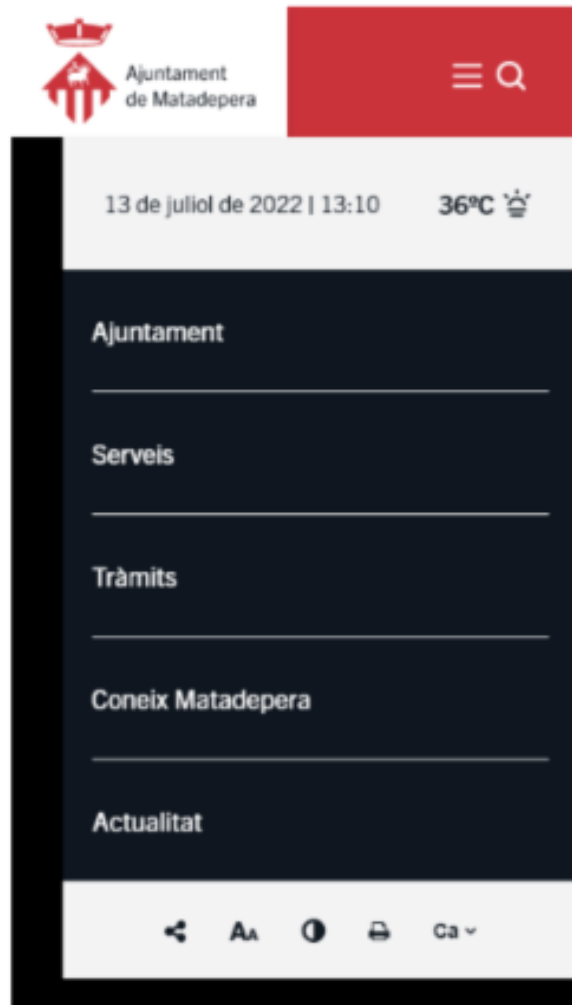 Ajuntament
de Matadepera
13 de juliol de 2022 | 13:10
36ºC
Ajuntament
Serveis
Tràmits
Coneix Matadepera
Actualitat
AA
Ca